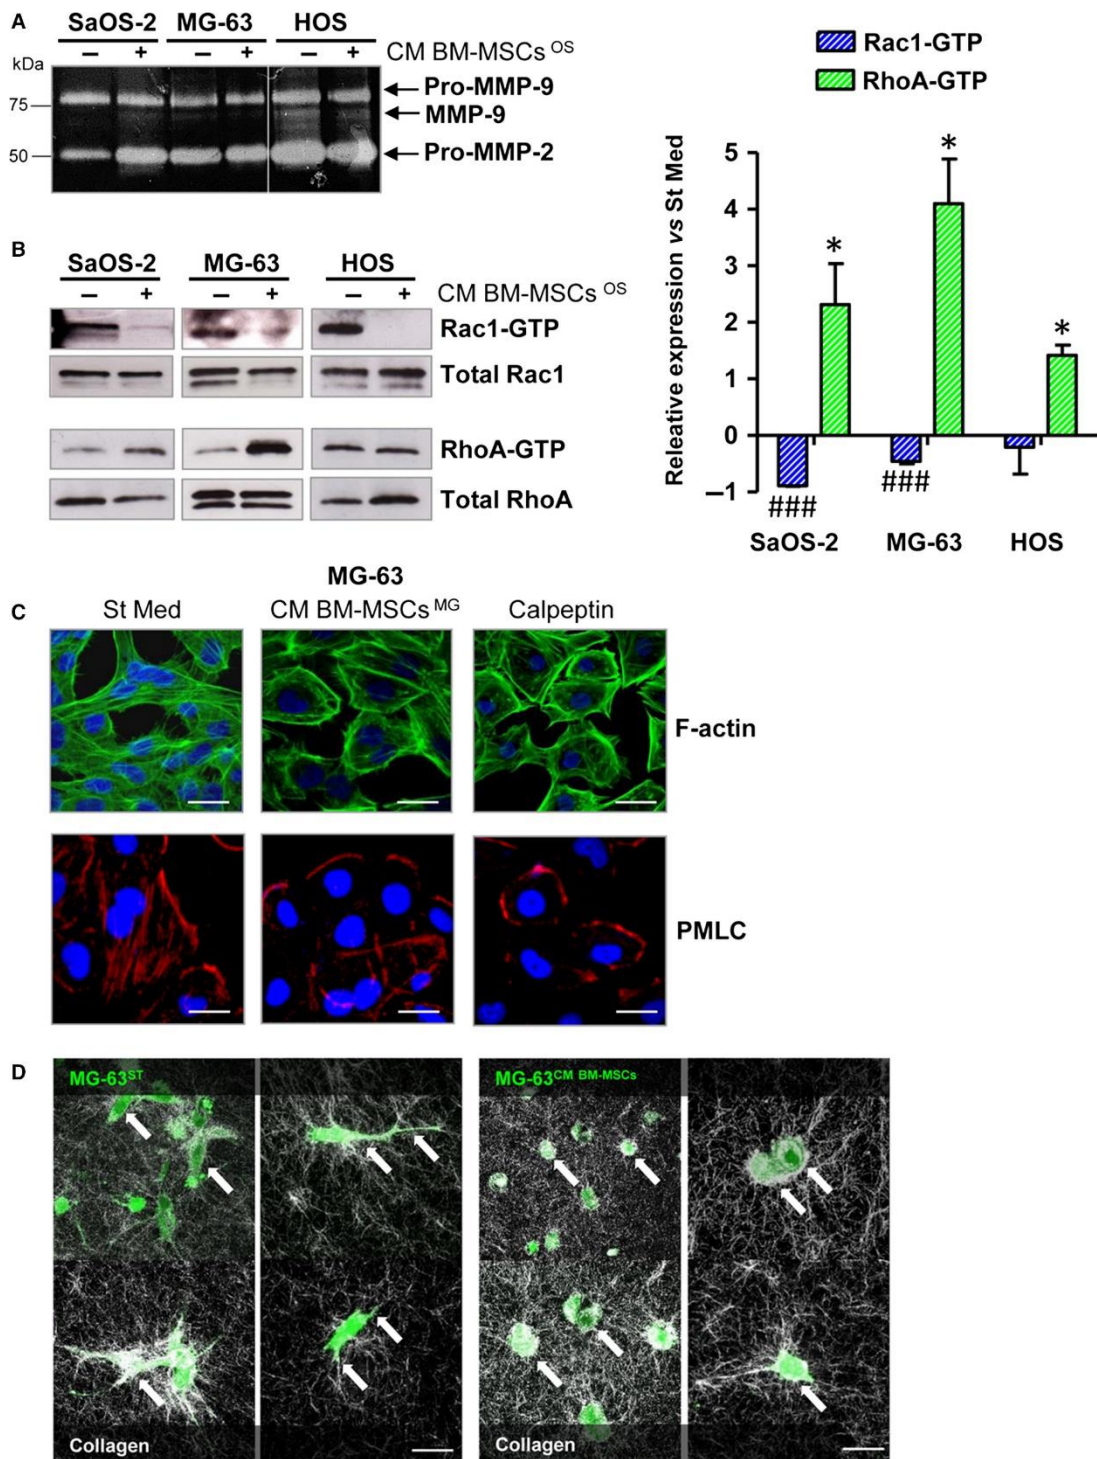 A
SaOS-2 MG-63 HOS
– + – + – + CM BM-MSCs OS
kDa
75
50
Pro-MMP-9
MMP-9
Pro-MMP-2
B
SaOS-2 MG-63 HOS
– + – + – + CM BM-MSCs OS
Rac1-GTP
Total Rac1
RhoA-GTP
Total RhoA
Rac1-GTP
RhoA-GTP
Releative expression vs St Med
5
4
3
2
1
0
–1
* * *
### ###
SaOS-2 MG-63 HOS
MG-63
C
St Med CM BM-MSCs MG Calpeptin
F-actin
PMLC
D
MG-63ST
MG-63CM BM-MSCs
Collagen
Collagen